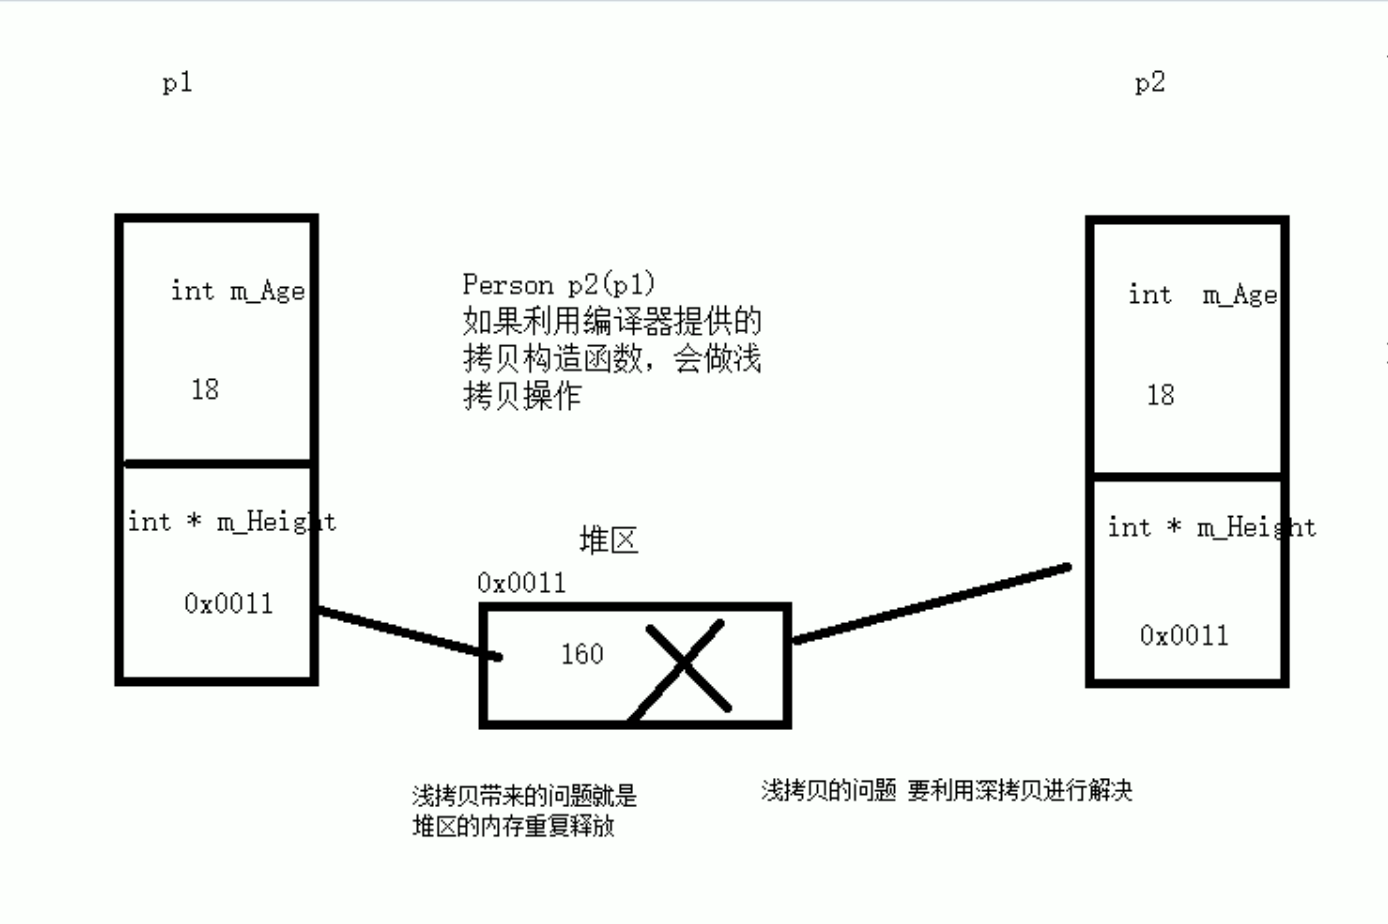 p1
p2
int m_Age
18
int * m_Height
0x0011
Person p2(p1)
如果利用编译器提供的
拷贝构造函数，会做浅
拷贝操作
堆区
0x0011
160
int  m_Age
18
int * m_Height
0x0011
浅拷贝带来的问题就是
堆区的内存重复释放
浅拷贝的问题 要利用深拷贝进行解决